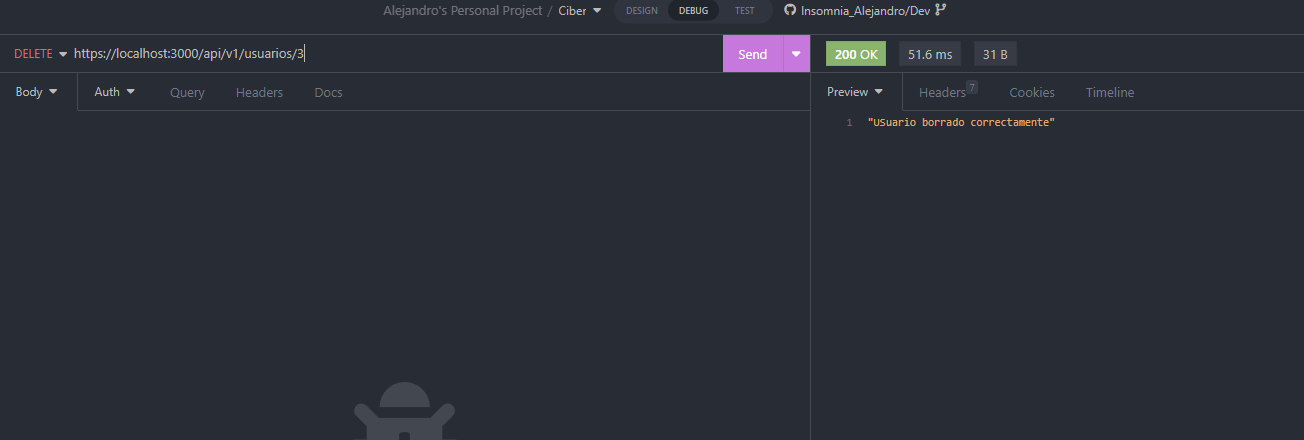 Alejandro's Personal Project / Ciber DESIGN DEBUG TEST Insomnia_Alejandro/Dev
DELETE https://localhost:3000/api/v1/usuarios/3 Send 200 OK 51.6 ms 31 B
Body Auth Query Headers Docs Preview Headers 7 Cookies Timeline
1 "USuario borrado correctamente"